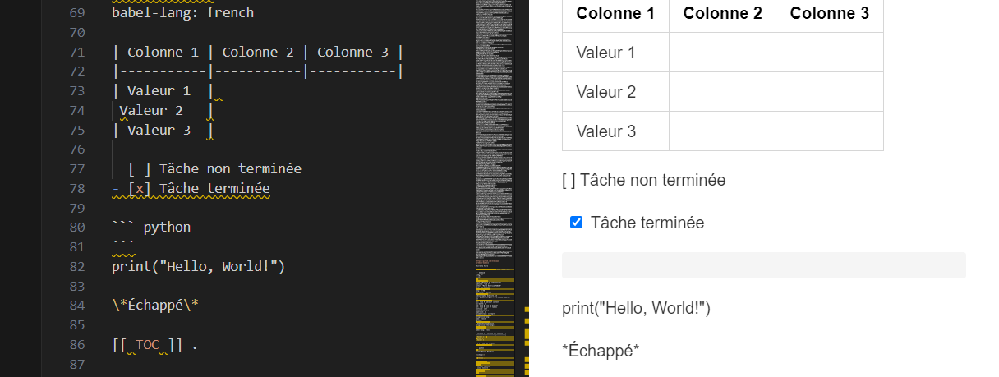 69 babel-lang: french
70
71 | Colonne 1 | Colonne 2 | Colonne 3 |
72 |-----------|-----------|-----------|
73 | Valeur 1  |
74  Valeur 2   |
75 | Valeur 3  |
76
77   [ ] Tâche non terminée
78 - [x] Tâche terminée
79
80 ``` python
81 ```
82 print("Hello, World!")
83
84 \*Échappé\*
85
86 [[_TOC_]] .
87
Colonne 1 Colonne 2 Colonne 3
Valeur 1
Valeur 2
Valeur 3
[ ] Tâche non terminée
Tâche terminée
print("Hello, World!")
*Échappé*